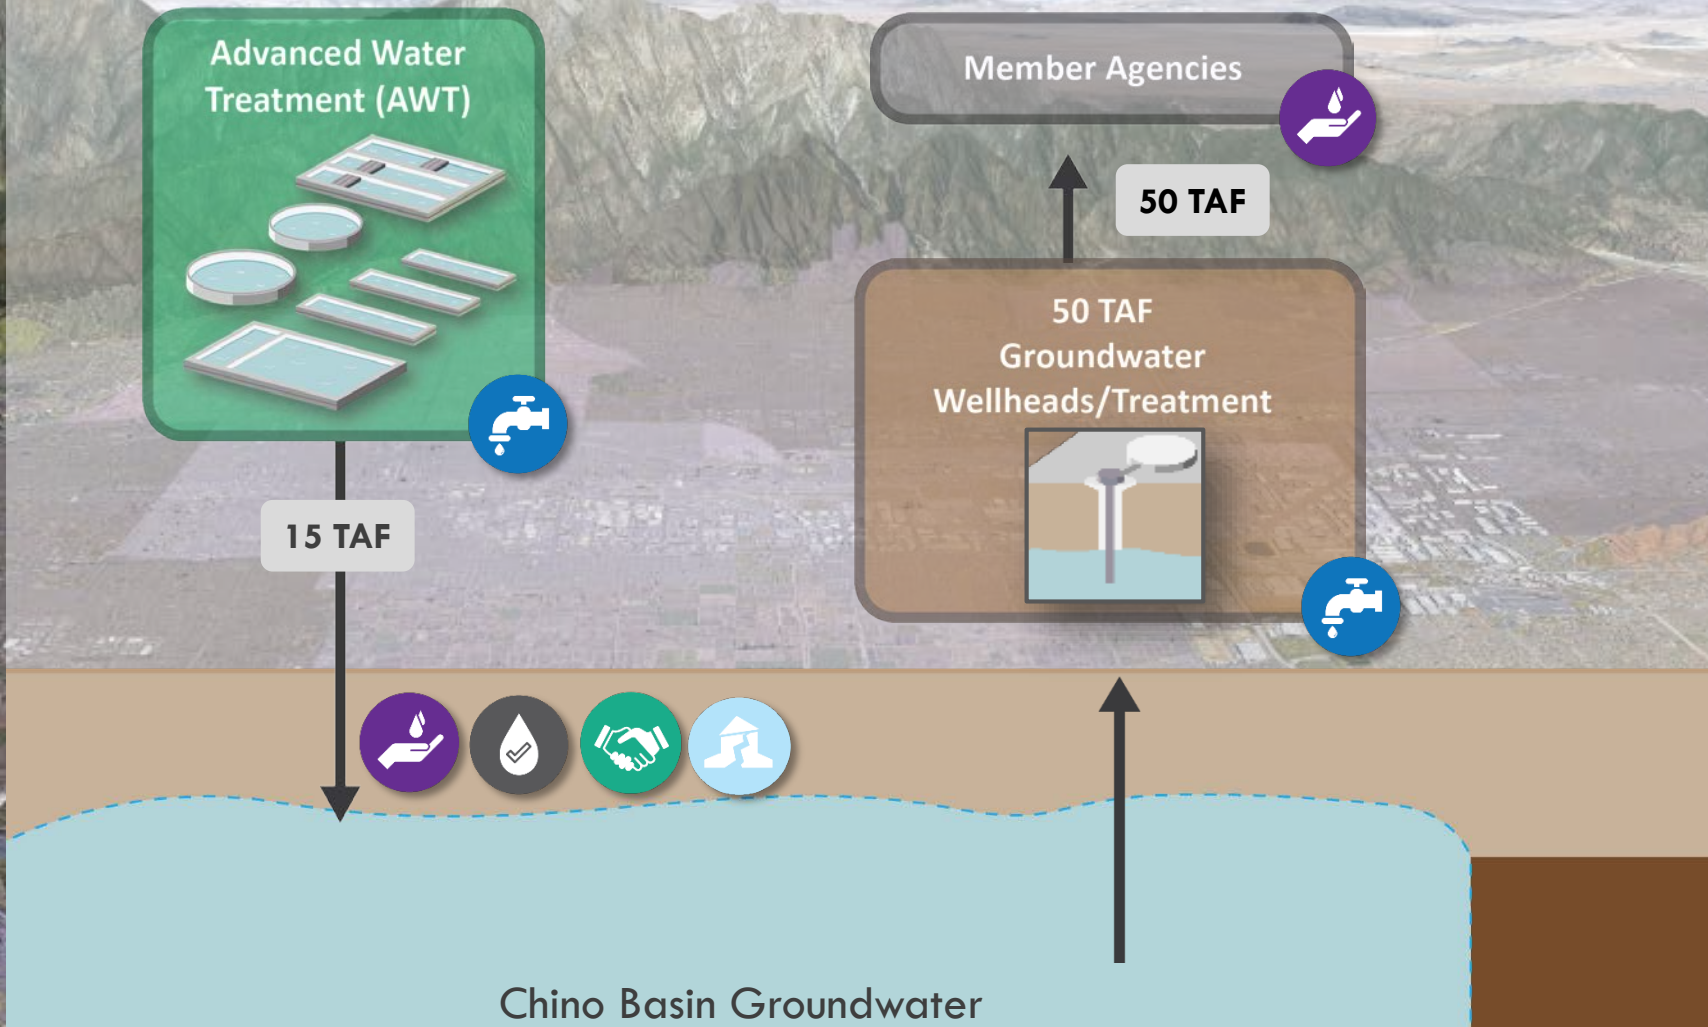 Advanced Water
Treatment (AWT)
Member Agencies
50 TAF
50 TAF
Groundwater
Wellheads/Treatment
15 TAF
Chino Basin Groundwater